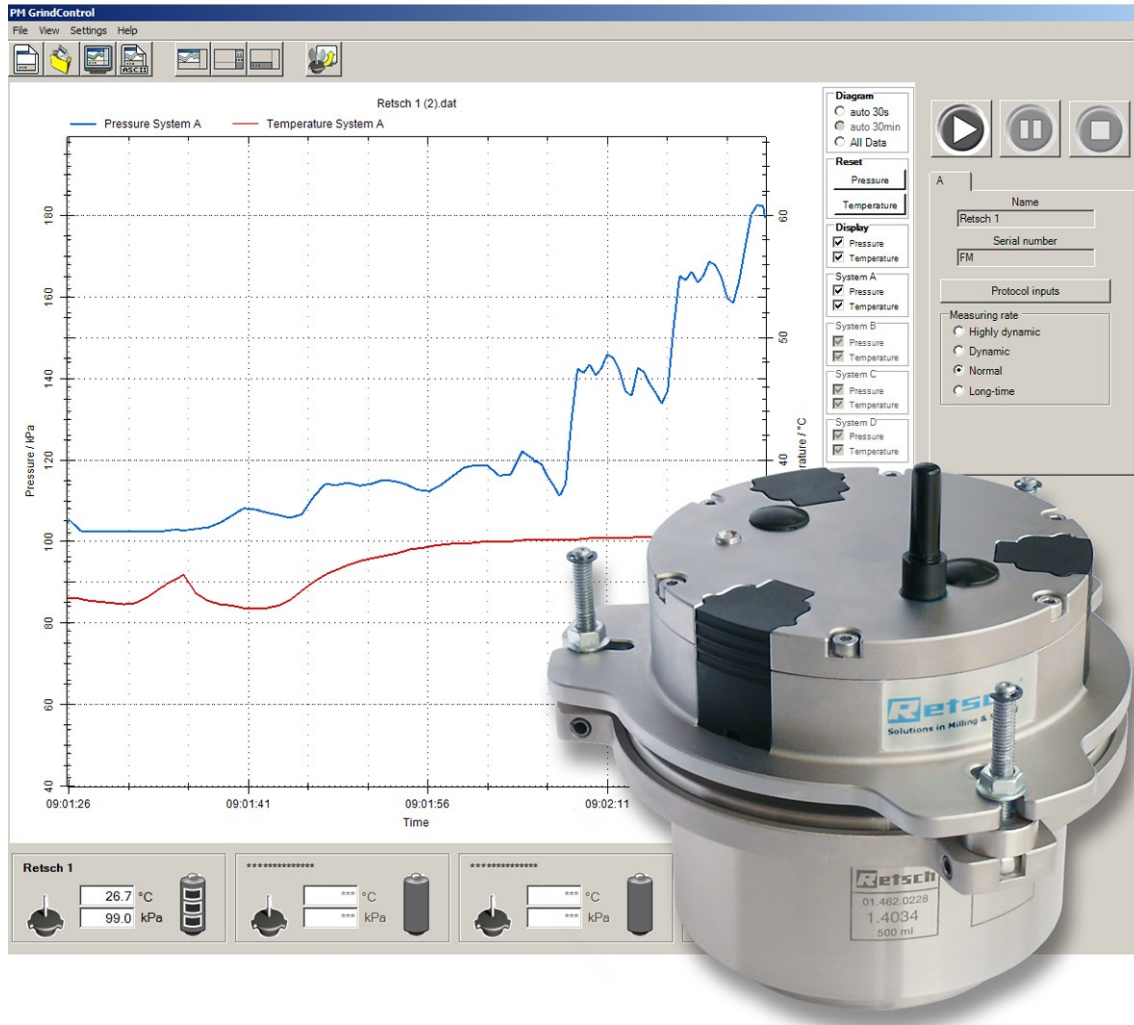 PM GrindControl
File View Settings Help
ASCII
Retsch 1 (2).dat
Pressure System A
Temperature System A
Pressure / kPa
180
160
140
120
100
80
60
40
60
50
40
09:01:26
09:01:41
09:01:56
09:02:11
Time
Diagram
auto 30s
auto 30min
All Data
Reset
Pressure
Temperature
Display
Pressure
Temperature
System A
Pressure
Temperature
System B
Pressure
Temperature
System C
Pressure
Temperature
System D
Pressure
Temperature
A
Name
Retsch 1
Serial number
FM
Protocol inputs
Measuring rate
Highly dynamic
Dynamic
Normal
Long-time
Retsch 1
26.7 °C
99.0 kPa
**************
*** °C
*** kPa
**************
*** °C
*** kPa
Retsch
Solutions in Milling &
Retsch
01.462.0228
1.4034
500 ml